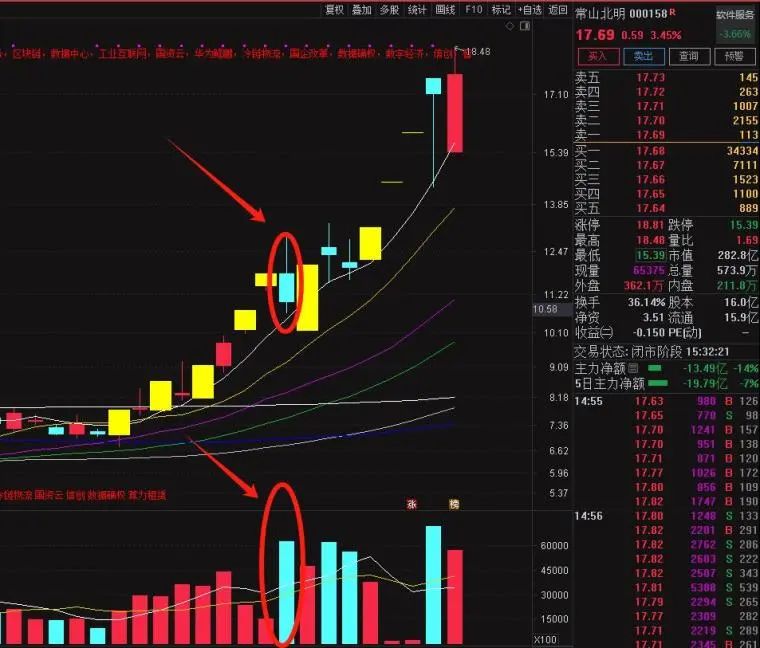 复权 叠加 多股 统计 画线 F10 标记 +自选 返回
常山北明 000158 R
软件服务
-3.66%
17.69 0.59 3.45%
买入 卖出 查询 预警
区块链，数据中心，工业互联网，国资云，华为鲲鹏，冷链物流，国企改革，数据确权，数字经济，信创
18.48
17.10
15.39
13.85
12.47
11.22
10.58
10.10
9.09
8.18
7.36
6.62
5.96
5.37
冷链物流 国资云 信创 数据确权 算力租赁
涨 榜
60000
45000
30000
15000
X100
卖五 17.73 145
卖四 17.72 263
卖三 17.71 1007
卖二 17.70 2155
卖一 17.69 113
买一 17.68 34334
买二 17.67 7111
买三 17.66 1523
买四 17.65 1100
买五 17.64 889
涨停 18.81 跌停 15.39
最高 18.48 量比 1.69
最低 15.39 市值 282.8亿
现量 65375 总量 573.9万
外盘 362.1万 内盘 211.8万
换手 36.14% 股本 16.0亿
净资 3.51 流通 15.9亿
收益㈡ -0.150 PE[动] —
交易状态: 闭市阶段 15:32:21
主力净额 -13.49亿 -14%
5日主力净额 -19.79亿 -7%
14:55 17.63 980 B 126
17.65 770 S 98
17.70 1241 B 157
17.70 951 B 138
17.71 871 B 120
17.77 1026 B 172
17.80 856 B 109
17.82 1747 B 190
14:56 17.80 1248 S 133
17.82 2201 B 291
17.82 2762 S 286
17.82 2603 S 222
17.82 2507 S 343
17.81 5388 S 539
17.79 2294 S 265
17.77 2309 282
17.71 2219 S 289
17.71 2345 B 261